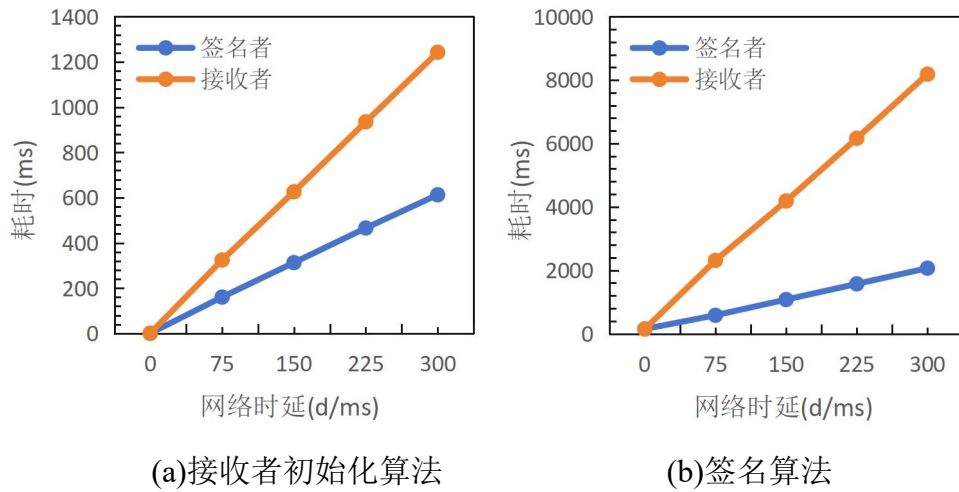 1400
1200
1000
800
600
400
200
0
签名者
接收者
耗时(ms)
0 75 150 225 300
网络时延(d/ms)
(a)接收者初始化算法
10000
8000
6000
4000
2000
0
签名者
接收者
耗时(ms)
0 75 150 225 300
网络时延(d/ms)
(b)签名算法